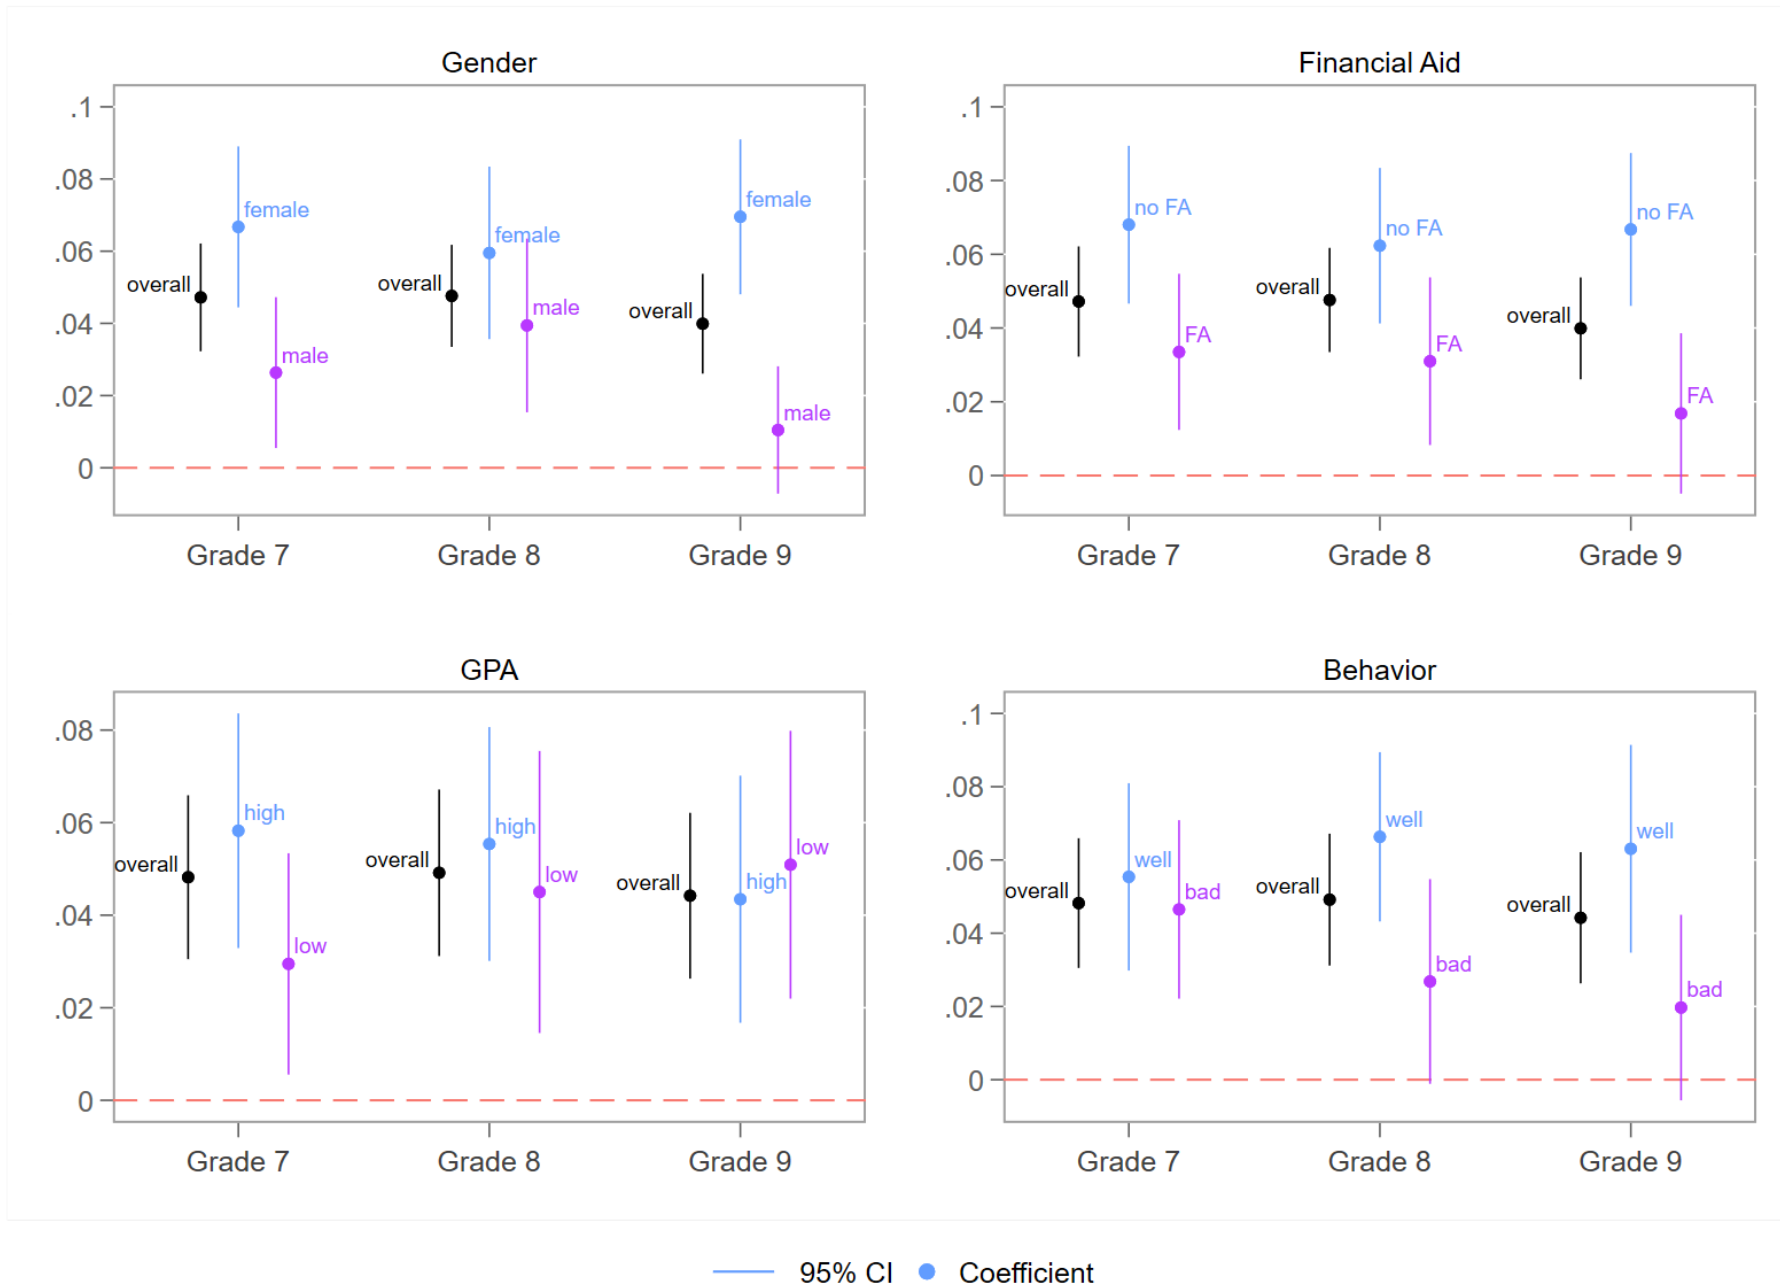 Gender
.1
.08
.06
.04
.02
0
overall
female
male
overall
female
male
overall
female
male
Grade 7
Grade 8
Grade 9
Financial Aid
.1
.08
.06
.04
.02
0
overall
no FA
FA
overall
no FA
FA
overall
no FA
FA
Grade 7
Grade 8
Grade 9
GPA
.08
.06
.04
.02
0
overall
high
low
overall
high
low
overall
high
low
Grade 7
Grade 8
Grade 9
Behavior
.1
.08
.06
.04
.02
0
overall
well
bad
overall
well
bad
overall
well
bad
Grade 7
Grade 8
Grade 9
95% CI
Coefficient